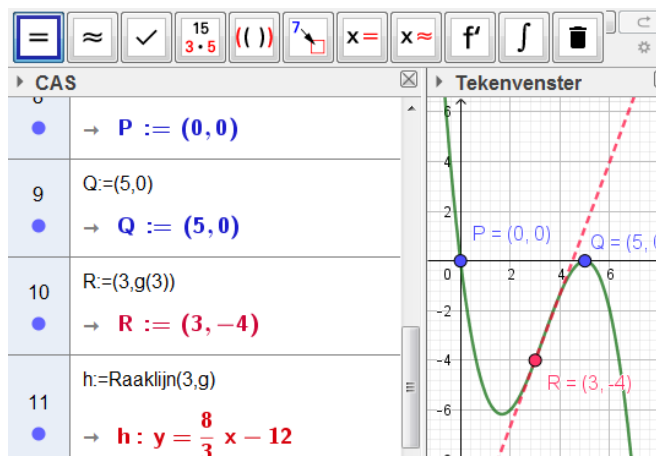 = ≈ ✓ 15 3·5 (( )) 7 x= x≈ f′ ∫
CAS
Tekenvenster
→ P := (0, 0)
9
Q:=(5,0)
→ Q := (5, 0)
10
R:=(3,g(3))
→ R := (3, −4)
11
h:=Raaklijn(3,g)
→ h: y = 8/3 x − 12
6
4
2
P = (0, 0)
Q = (5, 0
0 2 4 6
-2
-4
R = (3, -4)
-6